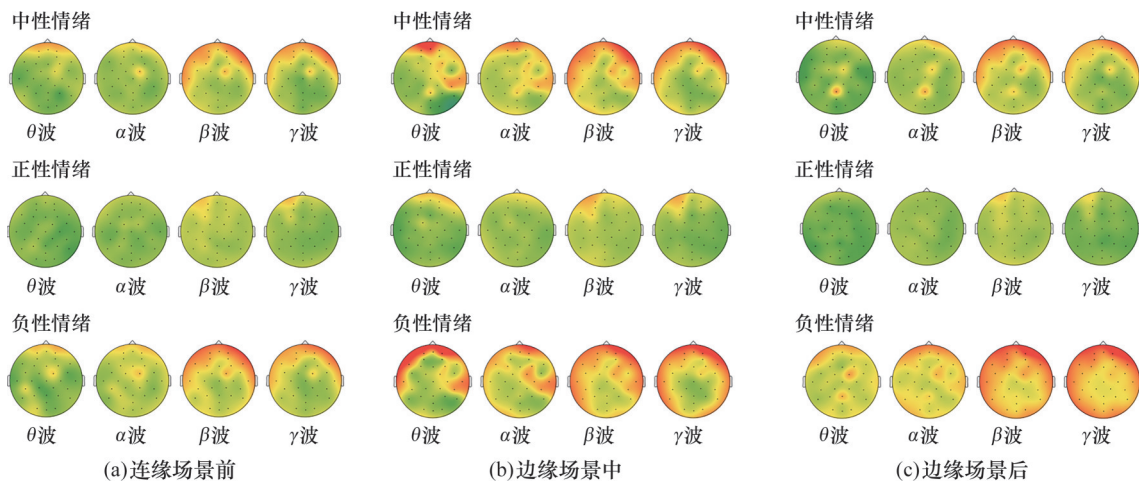 中性情绪 中性情绪 中性情绪
θ波 α波 β波 γ波 θ波 α波 β波 γ波 θ波 α波 β波 γ波
正性情绪 正性情绪 正性情绪
θ波 α波 β波 γ波 θ波 α波 β波 γ波 θ波 α波 β波 γ波
负性情绪 负性情绪 负性情绪
θ波 α波 β波 γ波 θ波 α波 β波 γ波 θ波 α波 β波 γ波
(a)连缘场景前 (b)边缘场景中 (c)边缘场景后